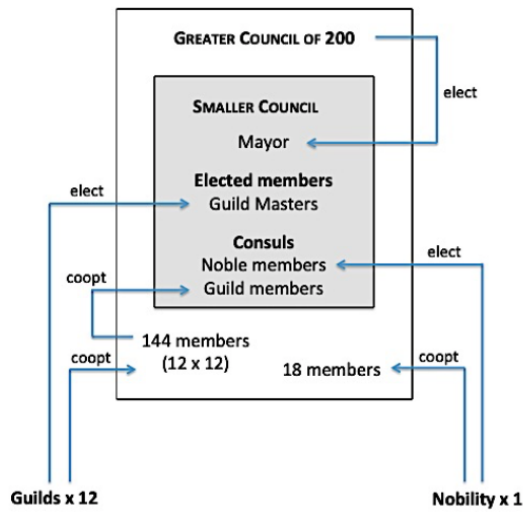 GREATER COUNCIL OF 200
elect
SMALLER COUNCIL
Mayor
Elected members
elect
Guild Masters
Consuls
elect
Noble members
coopt
Guild members
144 members
(12 x 12)
coopt
18 members
coopt
Guilds x 12
Nobility x 1